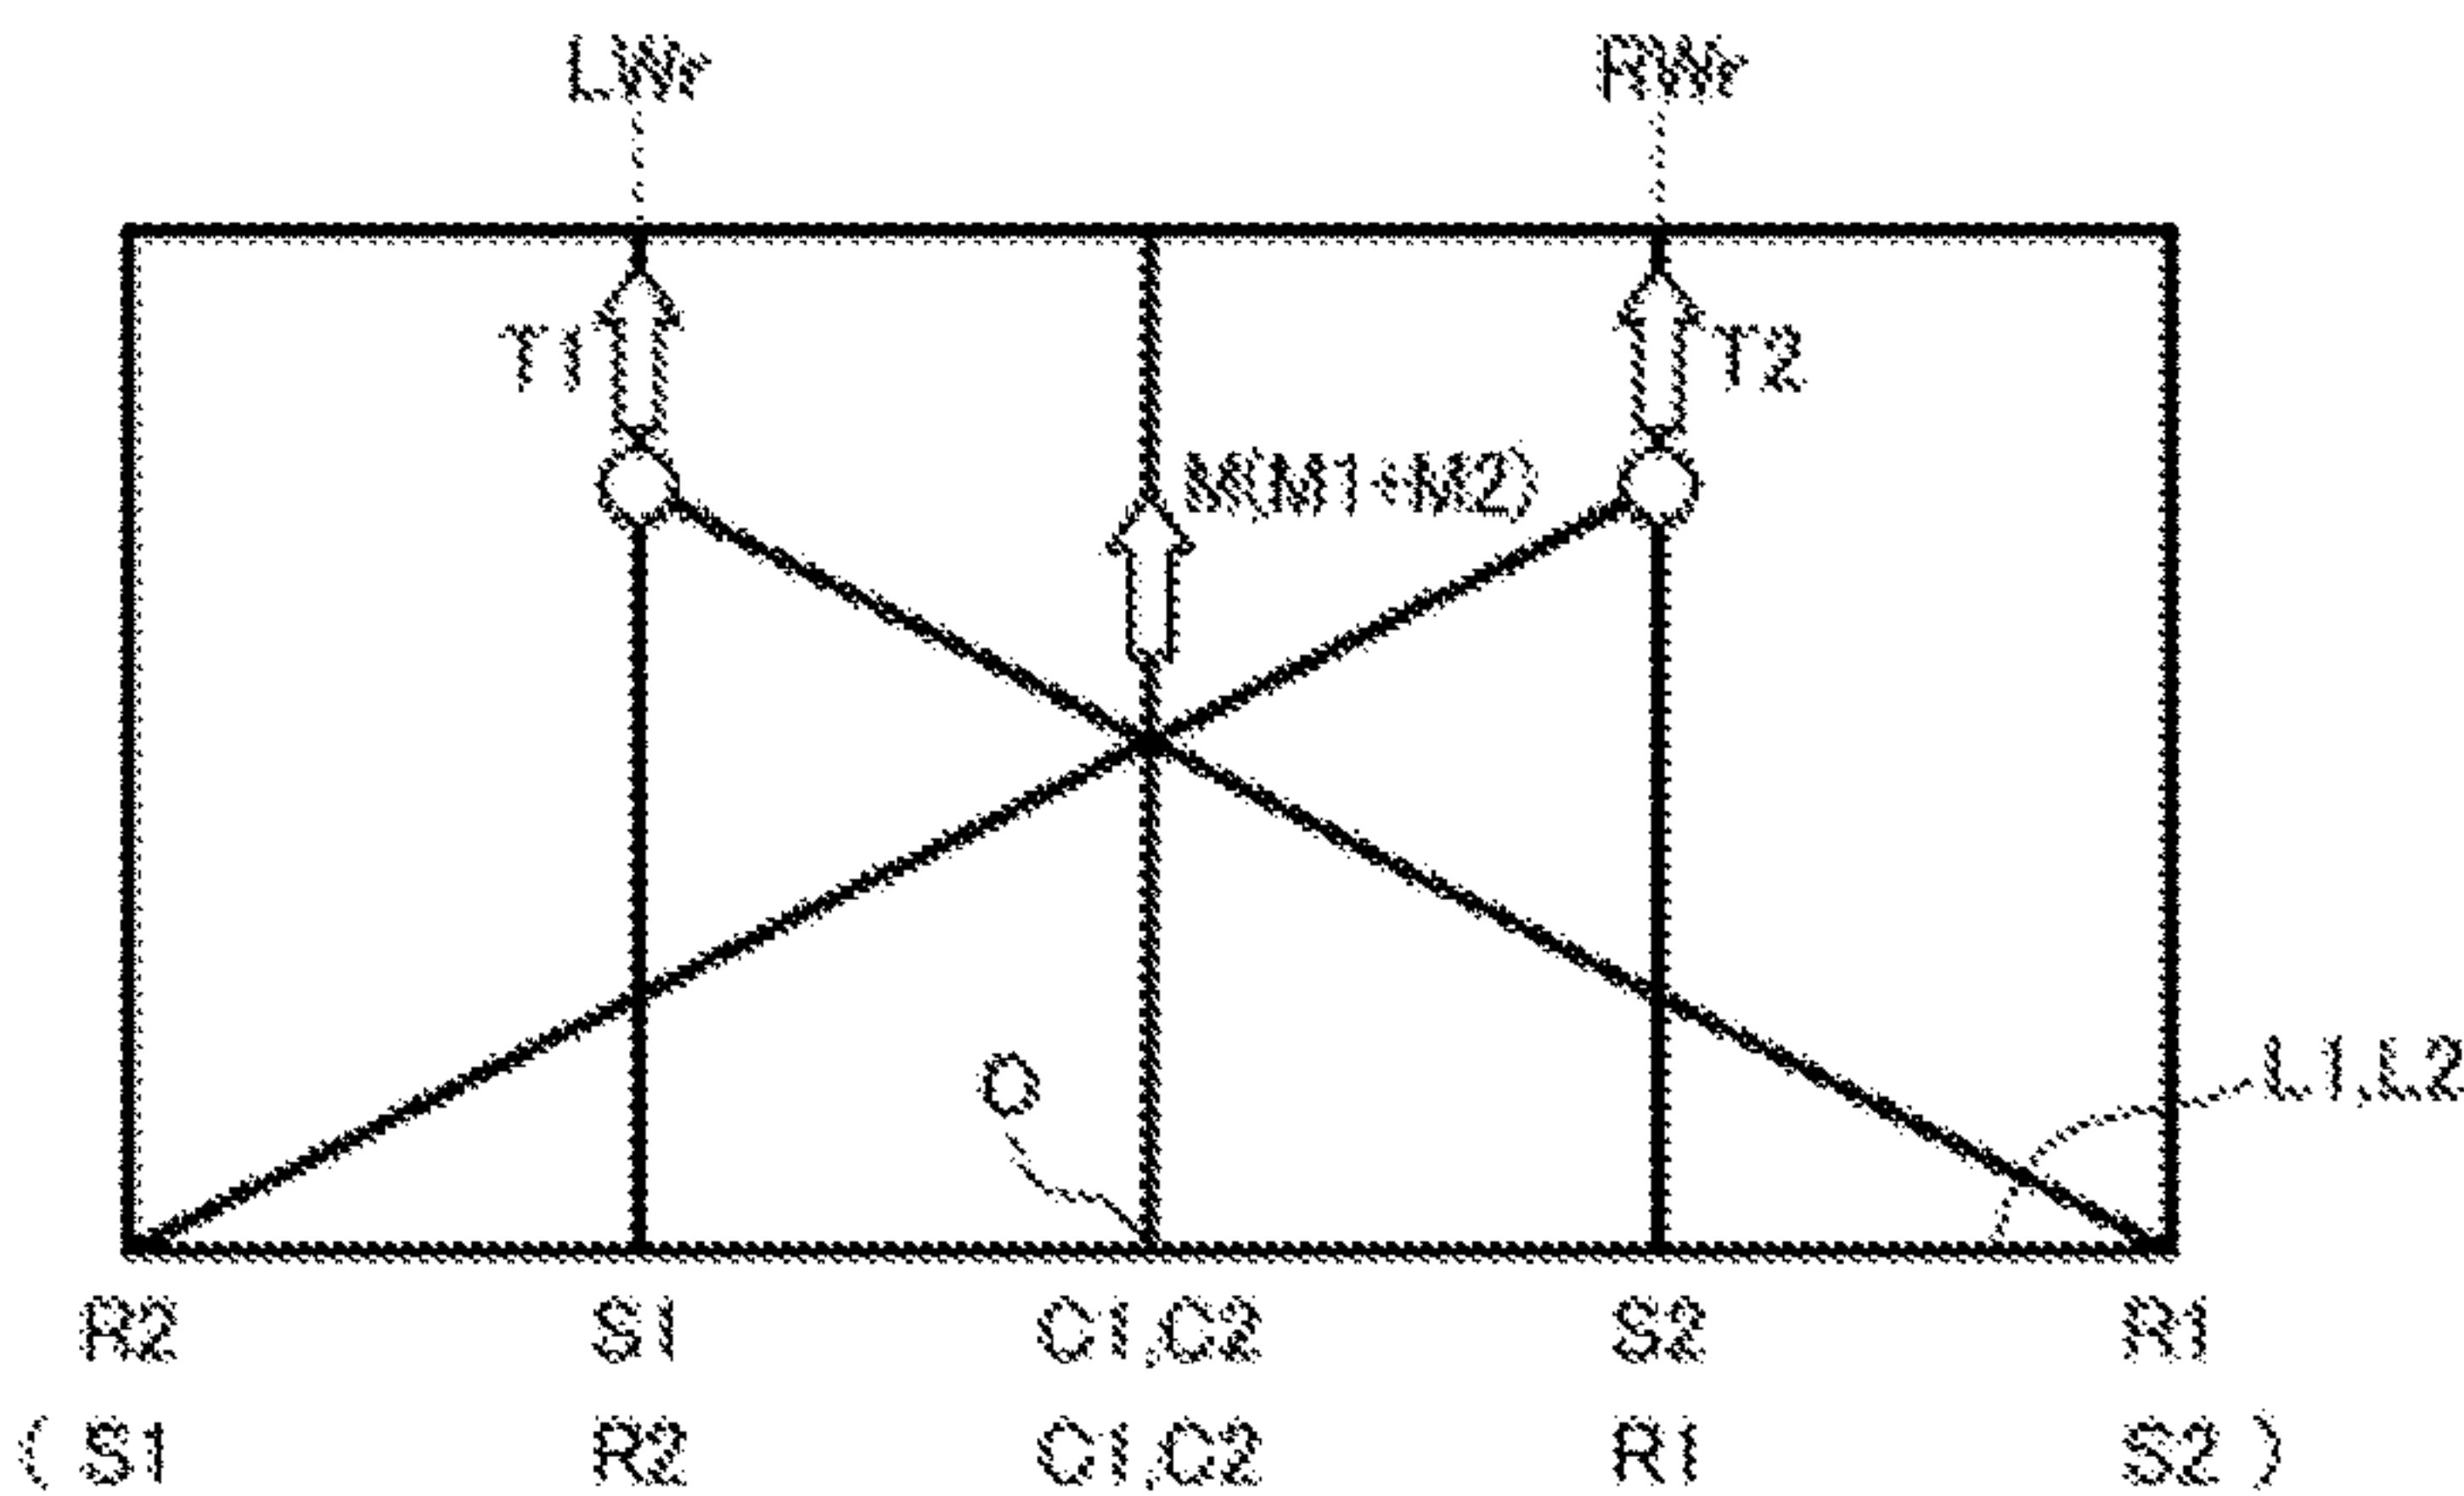 LWr RWr
T1 T2
M(M1+M2)
O
L1,L2
R2 S1 C1,C2 S2 R1
( S1 R2 C1,C2 R1 S2 )